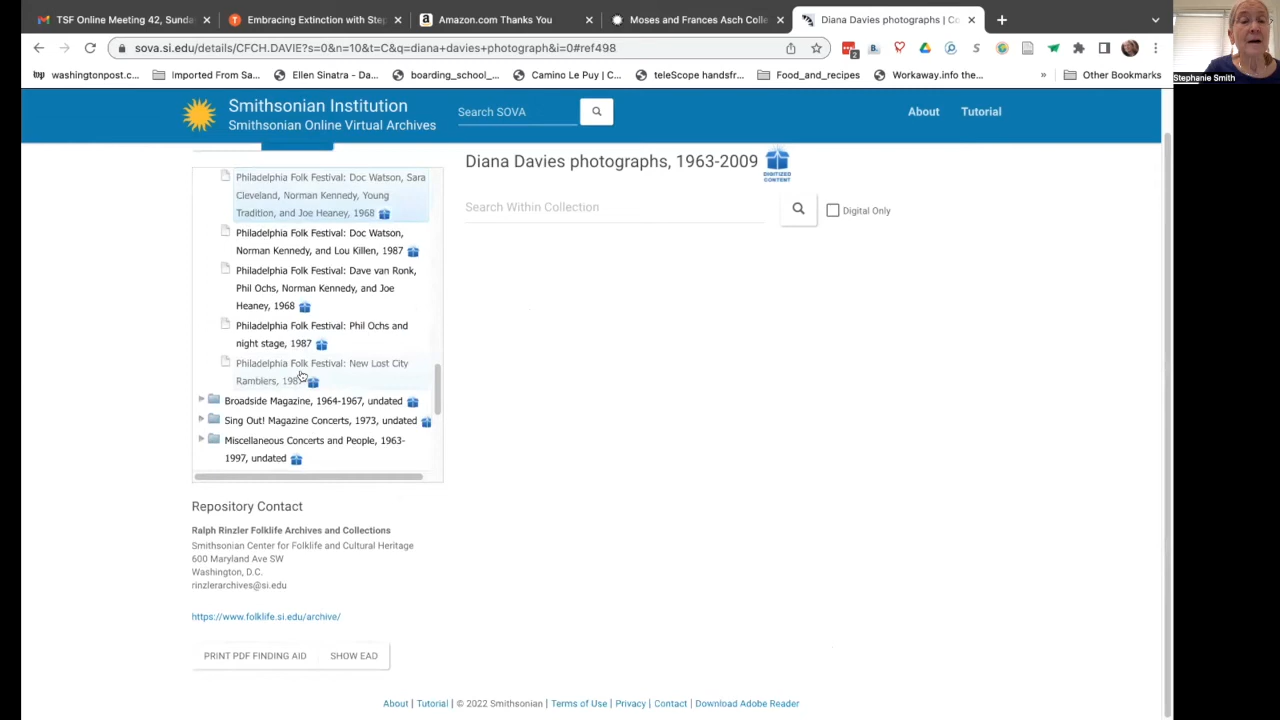 TSF Online Meeting 42, Sunda
Embracing Extinction with Step
Amazon.com Thanks You
Moses and Frances Asch Colle
Diana Davies photographs | Co
sova.si.edu/details/CFCH.DAVIE?s=0&n=10&t=C&q=diana+davies+photograph&i=0#ref498
washingtonpost.c...
Imported From Sa...
Ellen Sinatra - Da...
boarding_school_...
Camino Le Puy | C...
teleScope handsfr...
Food_and_recipes
Workaway.info the...
»
Other Bookmarks
Stephanie Smith
Smithsonian Institution
Smithsonian Online Virtual Archives
Search SOVA
About
Tutorial
Diana Davies photographs, 1963-2009
DIGITIZED
CONTENT
Search Within Collection
Digital Only
Philadelphia Folk Festival: Doc Watson, Sara
Cleveland, Norman Kennedy, Young
Tradition, and Joe Heaney, 1968
Philadelphia Folk Festival: Doc Watson,
Norman Kennedy, and Lou Killen, 1987
Philadelphia Folk Festival: Dave van Ronk,
Phil Ochs, Norman Kennedy, and Joe
Heaney, 1968
Philadelphia Folk Festival: Phil Ochs and
night stage, 1987
Philadelphia Folk Festival: New Lost City
Ramblers, 198
Broadside Magazine, 1964-1967, undated
Sing Out! Magazine Concerts, 1973, undated
Miscellaneous Concerts and People, 1963-
1997, undated
Repository Contact
Ralph Rinzler Folklife Archives and Collections
Smithsonian Center for Folklife and Cultural Heritage
600 Maryland Ave SW
Washington, D.C.
rinzlerarchives@si.edu
https://www.folklife.si.edu/archive/
PRINT PDF FINDING AID
SHOW EAD
About | Tutorial | © 2022 Smithsonian | Terms of Use | Privacy | Contact | Download Adobe Reader